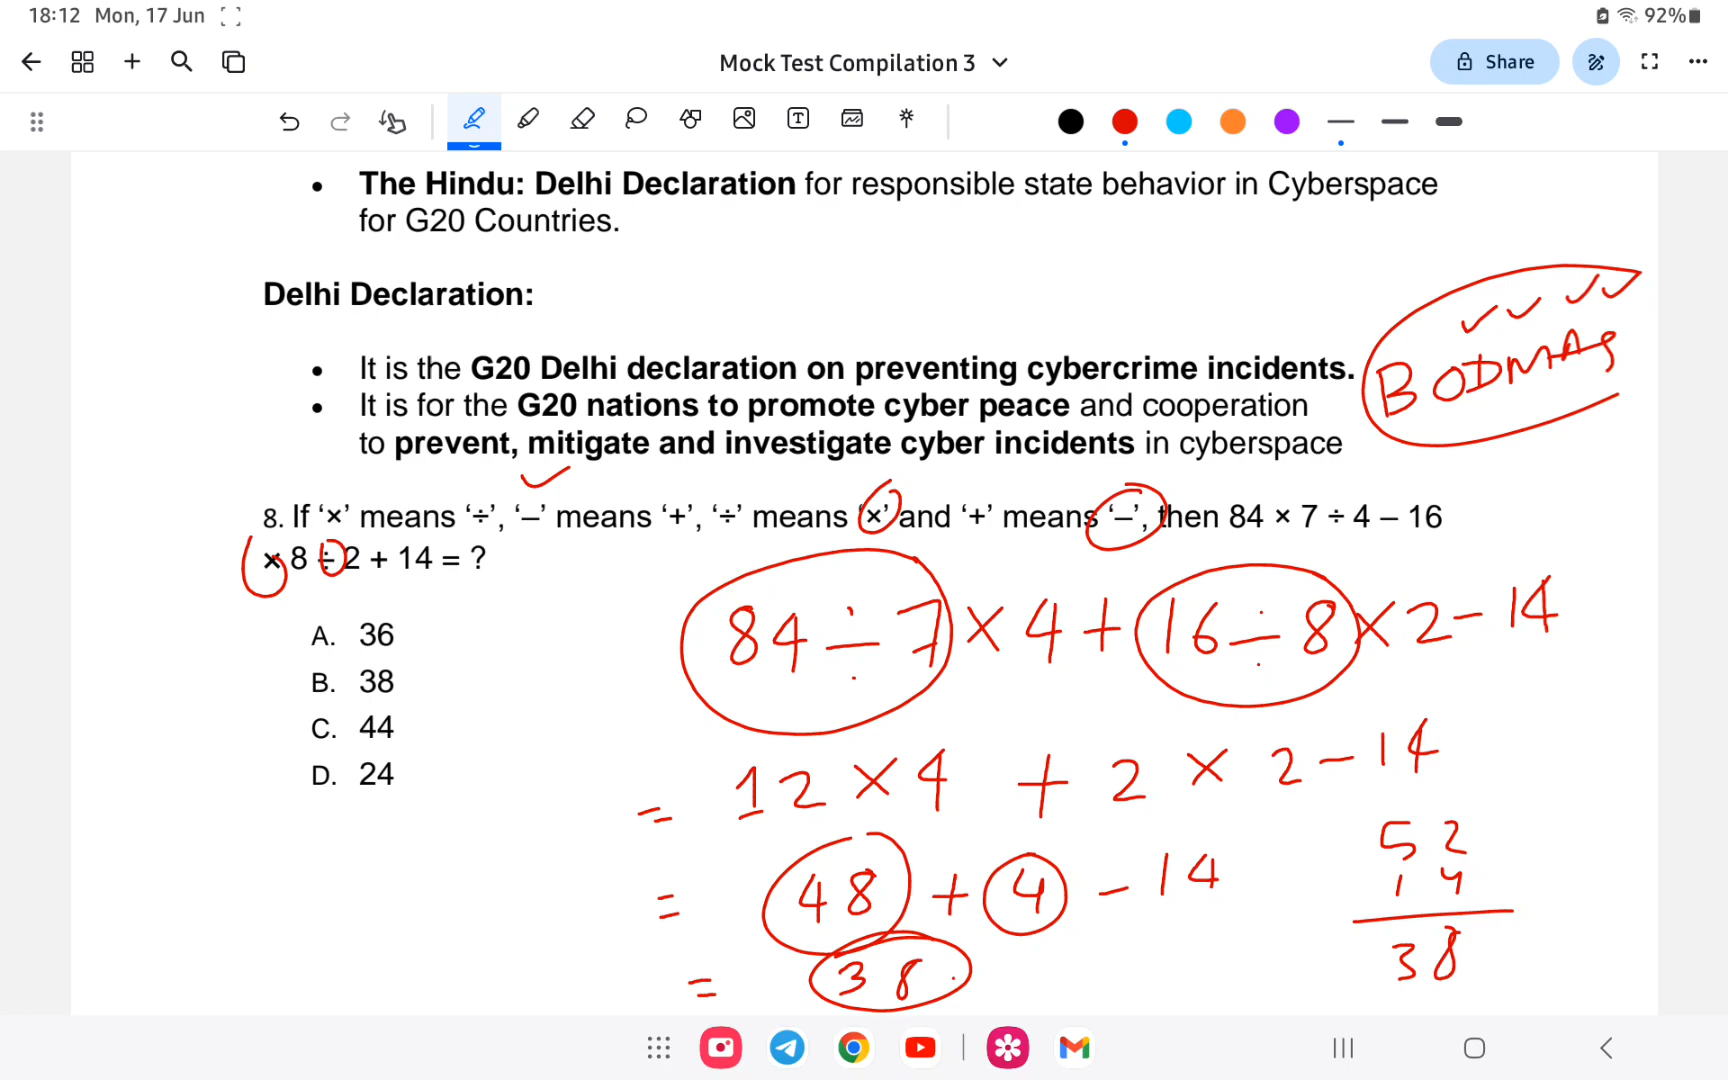 18:12 Mon, 17 Jun
92%
Mock Test Compilation 3
Share
• The Hindu: Delhi Declaration for responsible state behavior in Cyberspace
for G20 Countries.
Delhi Declaration:
• It is the G20 Delhi declaration on preventing cybercrime incidents.
• It is for the G20 nations to promote cyber peace and cooperation
to prevent, mitigate and investigate cyber incidents in cyberspace
BODMAS
8. If ‘×’ means ‘÷’, ‘–’ means ‘+’, ‘÷’ means ‘×’ and ‘+’ means ‘–’, then 84 × 7 ÷ 4 – 16
× 8 ÷ 2 + 14 = ?
A. 36
B. 38
C. 44
D. 24
84 ÷ 7 × 4 + 16 ÷ 8 × 2 – 14
= 12 × 4 + 2 × 2 – 14
= 48 + 4 – 14
= 38
52
14
38